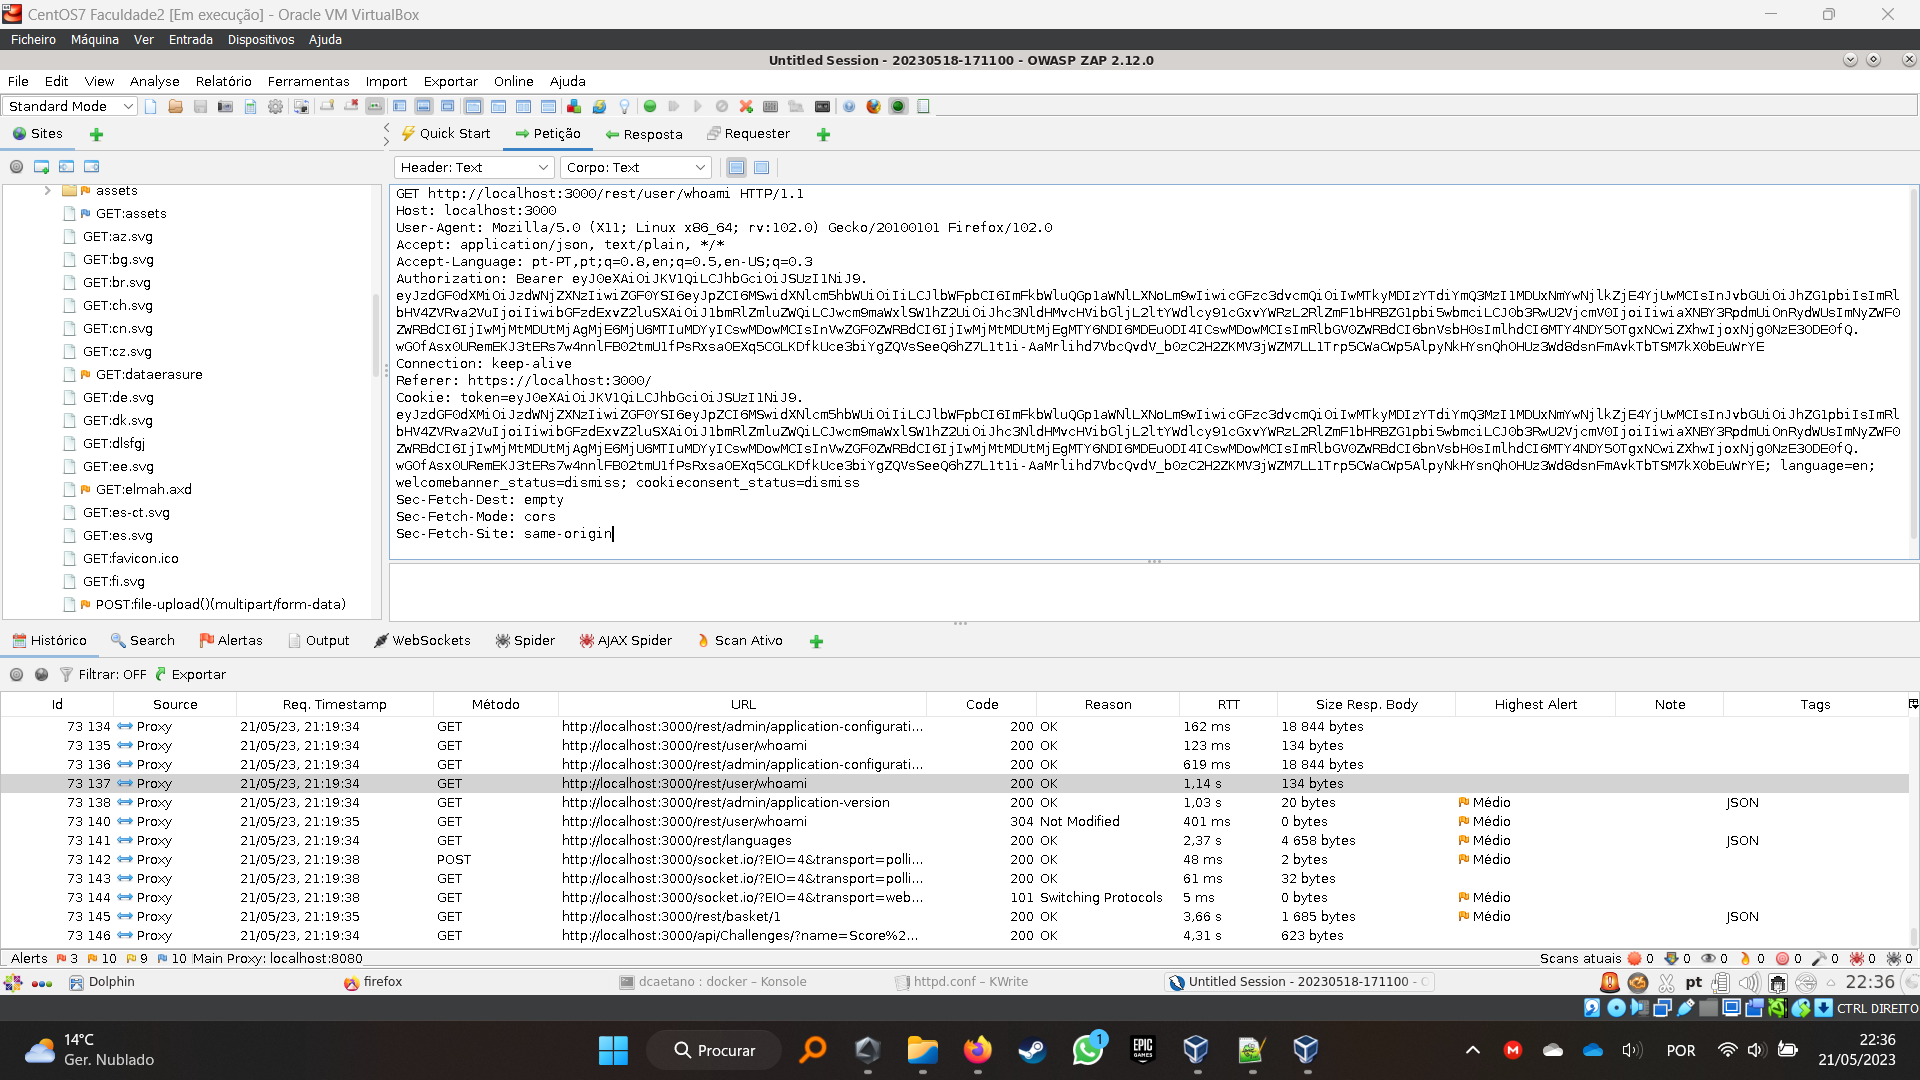 CentOS7 Faculdade2 [Em execução] - Oracle VM VirtualBox
Ficheiro Máquina Ver Entrada Dispositivos Ajuda
Untitled Session - 20230518-171100 - OWASP ZAP 2.12.0
File Edit View Analyse Relatório Ferramentas Import Exportar Online Ajuda
Standard Mode
Sites
Quick Start Petição Resposta Requester
Header: Text Corpo: Text
assets
GET:assets
GET:az.svg
GET:bg.svg
GET:br.svg
GET:ch.svg
GET:cn.svg
GET:cz.svg
GET:dataerasure
GET:de.svg
GET:dk.svg
GET:dlsfgj
GET:ee.svg
GET:elmah.axd
GET:es-ct.svg
GET:es.svg
GET:favicon.ico
GET:fi.svg
POST:file-upload()(multipart/form-data)
GET http://localhost:3000/rest/user/whoami HTTP/1.1
Host: localhost:3000
User-Agent: Mozilla/5.0 (X11; Linux x86_64; rv:102.0) Gecko/20100101 Firefox/102.0
Accept: application/json, text/plain, */*
Accept-Language: pt-PT,pt;q=0.8,en;q=0.5,en-US;q=0.3
Authorization: Bearer eyJ0eXAiOiJKV1QiLCJhbGciOiJSUzI1NiJ9.
Connection: keep-alive
Referer: https://localhost:3000/
Cookie: token=eyJ0eXAiOiJKV1QiLCJhbGciOiJSUzI1NiJ9.
language=en;
welcomebanner_status=dismiss; cookieconsent_status=dismiss
Sec-Fetch-Dest: empty
Sec-Fetch-Mode: cors
Sec-Fetch-Site: same-origin
Histórico Search Alertas Output WebSockets Spider AJAX Spider Scan Ativo
Filtrar: OFF Exportar
Id Source Req. Timestamp Método URL Code Reason RTT Size Resp. Body Highest Alert Note Tags
73 134 Proxy 21/05/23, 21:19:34 GET http://localhost:3000/rest/admin/application-configurati... 200 OK 162 ms 18 844 bytes
73 135 Proxy 21/05/23, 21:19:34 GET http://localhost:3000/rest/user/whoami 200 OK 123 ms 134 bytes
73 136 Proxy 21/05/23, 21:19:34 GET http://localhost:3000/rest/admin/application-configurati... 200 OK 619 ms 18 844 bytes
73 137 Proxy 21/05/23, 21:19:34 GET http://localhost:3000/rest/user/whoami 200 OK 1,14 s 134 bytes
73 138 Proxy 21/05/23, 21:19:34 GET http://localhost:3000/rest/admin/application-version 200 OK 1,03 s 20 bytes Médio JSON
73 140 Proxy 21/05/23, 21:19:35 GET http://localhost:3000/rest/user/whoami 304 Not Modified 401 ms 0 bytes Médio
73 141 Proxy 21/05/23, 21:19:34 GET http://localhost:3000/rest/languages 200 OK 2,37 s 4 658 bytes Médio JSON
73 142 Proxy 21/05/23, 21:19:38 POST http://localhost:3000/socket.io/?EIO=4&transport=polli... 200 OK 48 ms 2 bytes Médio
73 143 Proxy 21/05/23, 21:19:38 GET http://localhost:3000/socket.io/?EIO=4&transport=polli... 200 OK 61 ms 32 bytes
73 144 Proxy 21/05/23, 21:19:38 GET http://localhost:3000/socket.io/?EIO=4&transport=web... 101 Switching Protocols 5 ms 0 bytes Médio
73 145 Proxy 21/05/23, 21:19:35 GET http://localhost:3000/rest/basket/1 200 OK 3,66 s 1 685 bytes Médio JSON
73 146 Proxy 21/05/23, 21:19:34 GET http://localhost:3000/api/Challenges/?name=Score%2... 200 OK 4,31 s 623 bytes
Alerts 3 10 9 10 Main Proxy: localhost:8080 Scans atuais 0 0 0 0 0 0 0 0
Dolphin firefox dcaetano : docker – Konsole httpd.conf – KWrite Untitled Session - 20230518-171100 - pt 22:36
CTRL DIREITO
14°C
Ger. Nublado
Procurar
1
EPIC
GAMES
POR
22:36
21/05/2023